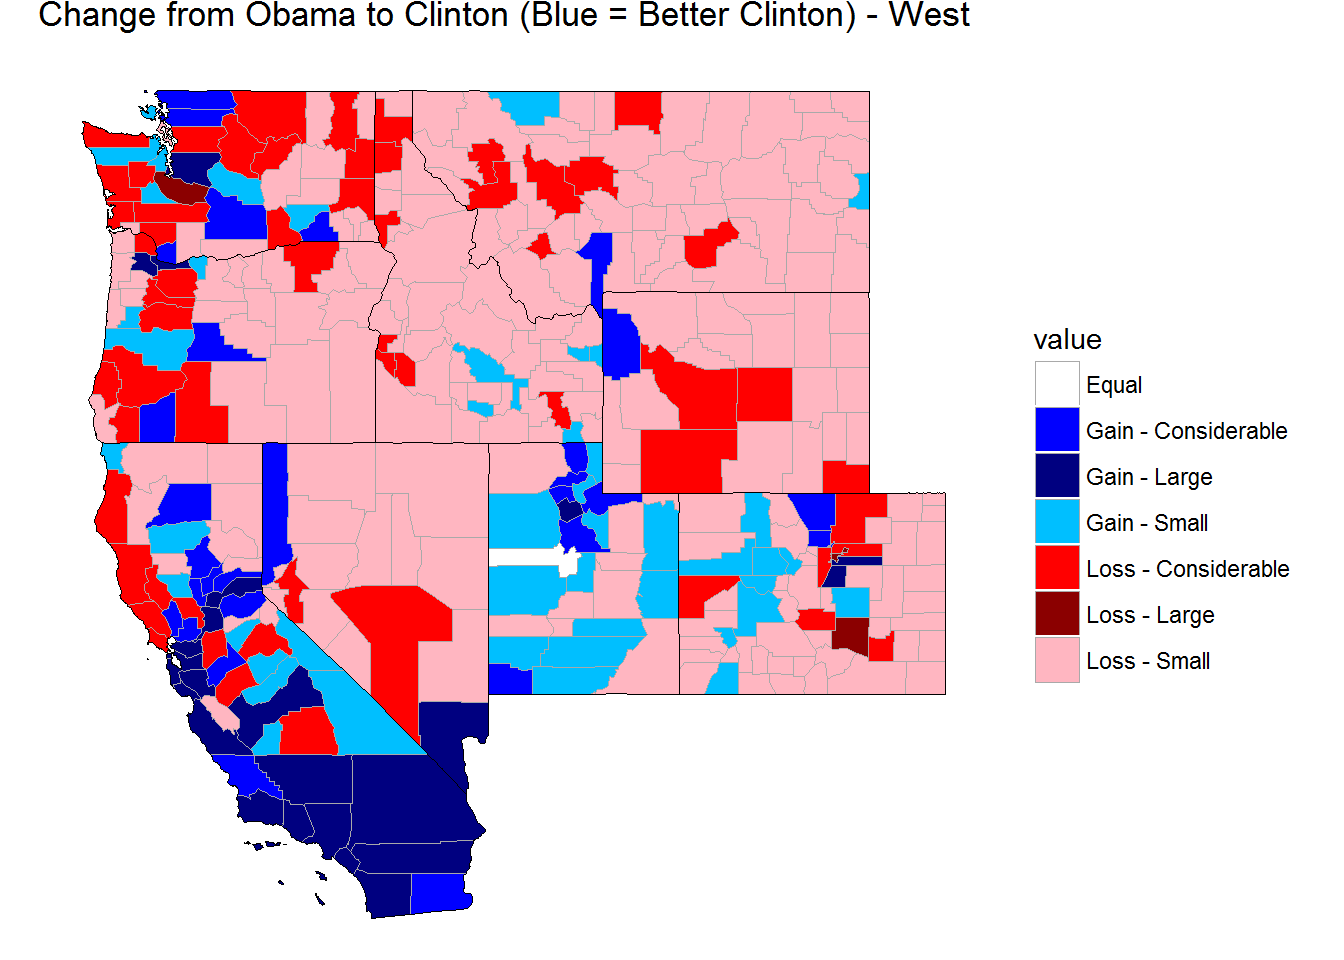 Change from Obama to Clinton (Blue = Better Clinton) - West
value
Equal
Gain - Considerable
Gain - Large
Gain - Small
Loss - Considerable
Loss - Large
Loss - Small